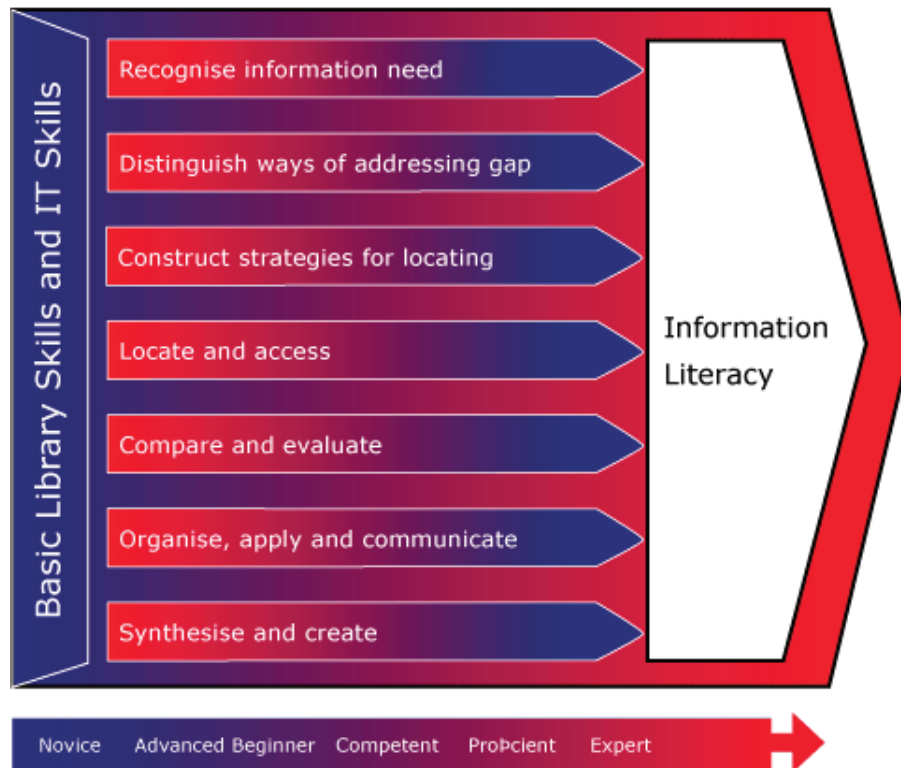 Basic Library Skills and IT Skills
Recognise information need
Distinguish ways of addressing gap
Construct strategies for locating
Locate and access
Compare and evaluate
Organise, apply and communicate
Synthesise and create
Information
Literacy
Novice Advanced Beginner Competent ProÞcient Expert